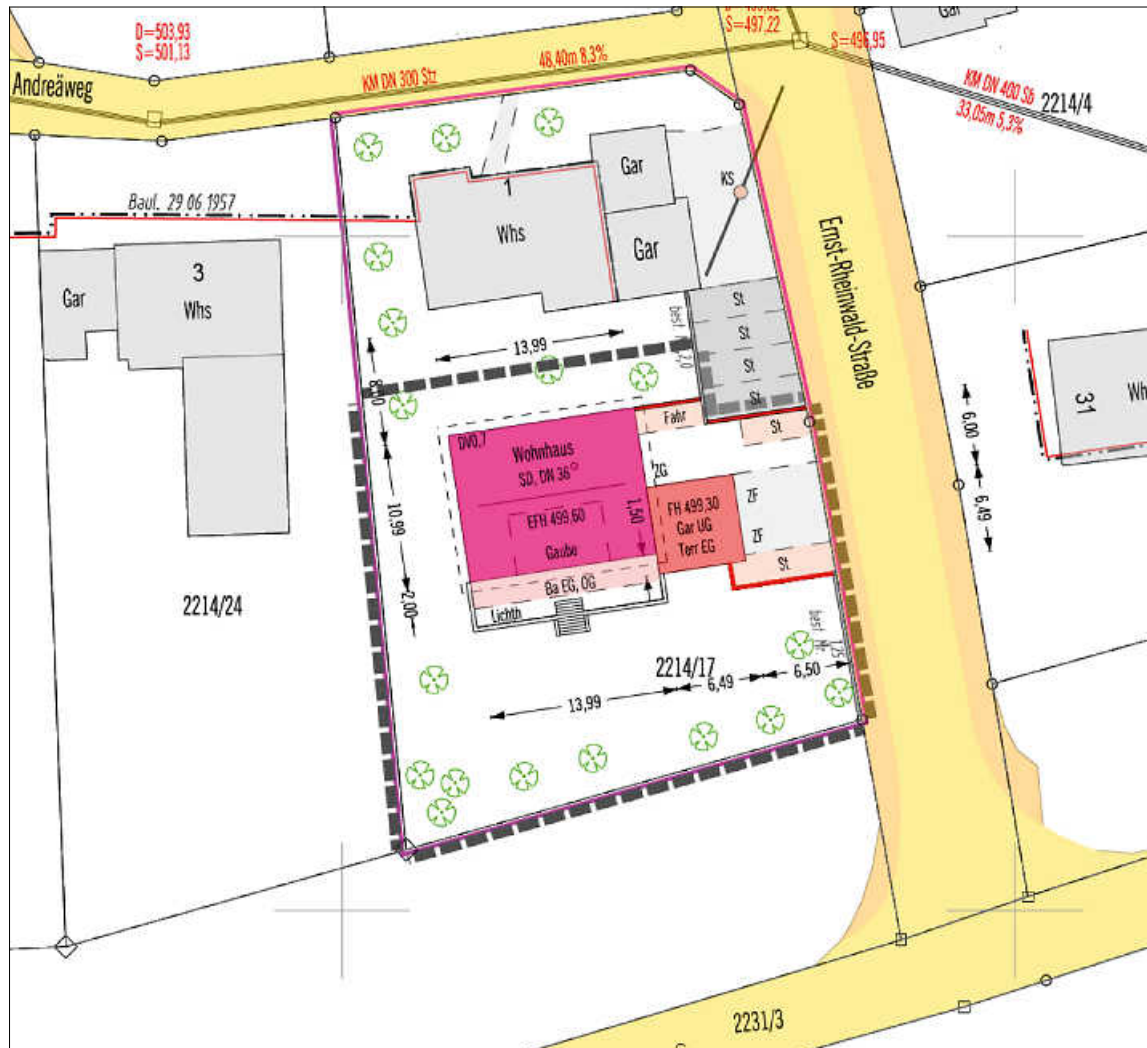 D=503,93
S=501,13
S=497,22
S=496,95
Gar
Andreäweg
KM DN 300 Stz
48,40m 8,3%
KM DN 400 Sb
33,05m 5,3%
2214/4
Baul. 29 06 1957
1
Whs
Gar
Gar
KS
Ernst-Rheinwald-Straße
3
Gar
Whs
St
St
St
St
13,99
DV0,7
Wohnhaus
SD, DN 36°
EFH 499,60
Gaube
Ba EG, OG
Lichth
Fahr
St
ZG
1,50
FH 499,30
Gar UG
Terr EG
ZF
ZF
St
10,99
2,00
6,00
6,49
31
2214/24
2214/17
13,99
6,49
6,50
2231/3